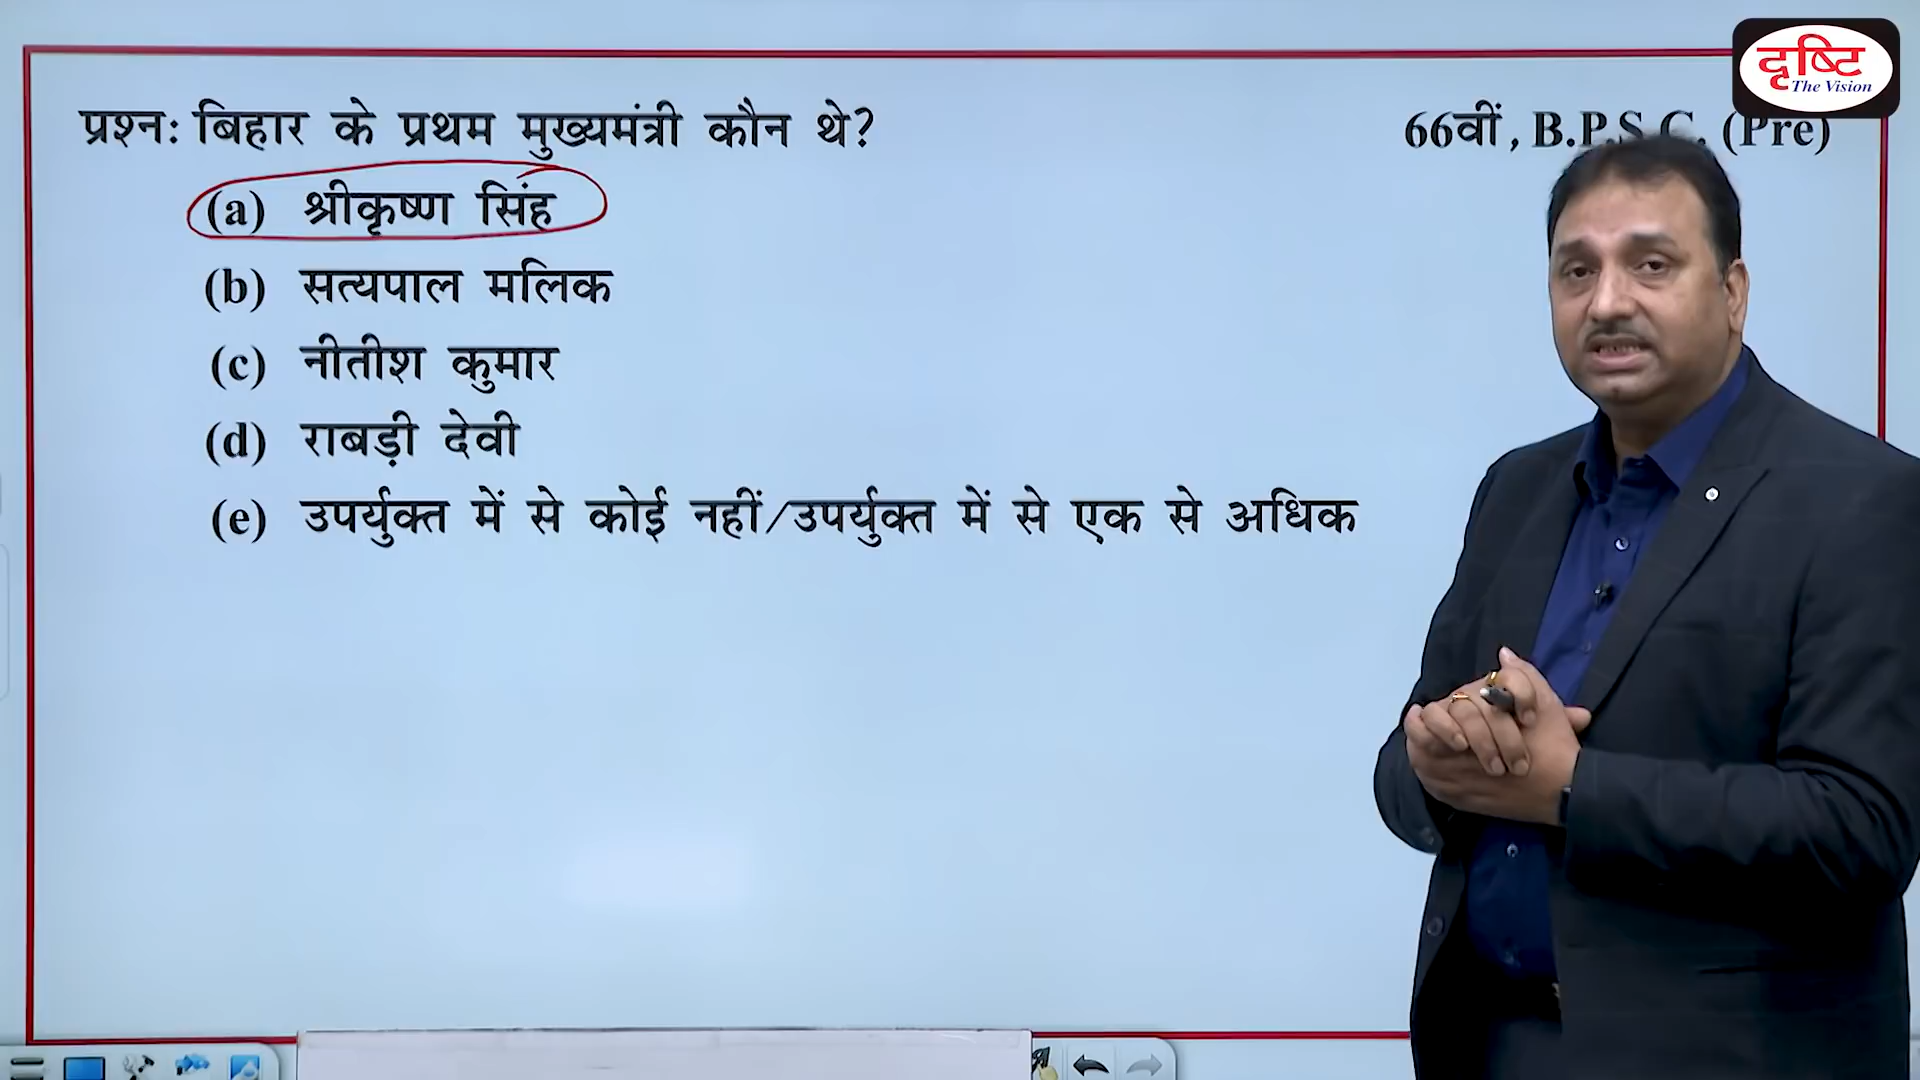 दृष्टि
The Vision
प्रश्न: बिहार के प्रथम मुख्यमंत्री कौन थे? 66वीं, B.P.S.C. (Pre)
(a) श्रीकृष्ण सिंह
(b) सत्यपाल मलिक
(c) नीतीश कुमार
(d) राबड़ी देवी
(e) उपर्युक्त में से कोई नहीं/उपर्युक्त में से एक से अधिक